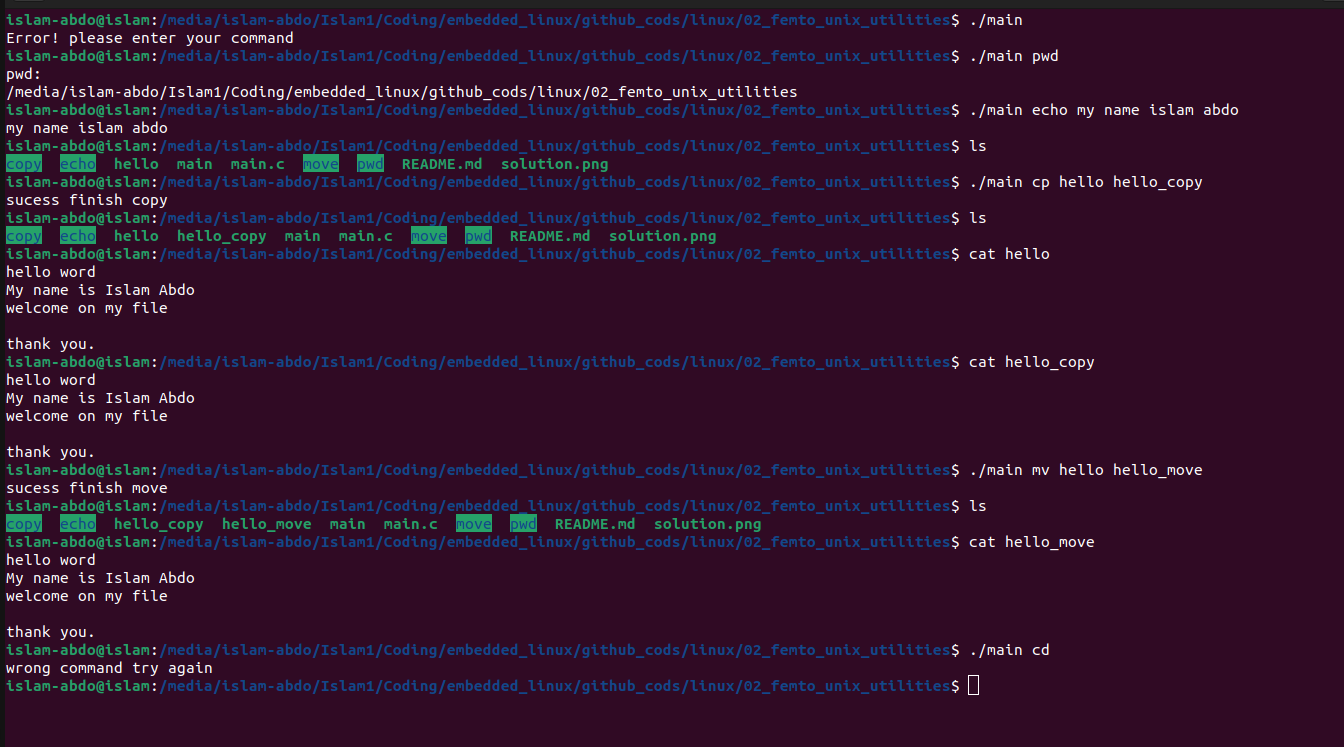 islam-abdo@islam:/media/islam-abdo/Islam1/Coding/embedded_linux/github_cods/linux/02_femto_unix_utilities$ ./main
Error! please enter your command
islam-abdo@islam:/media/islam-abdo/Islam1/Coding/embedded_linux/github_cods/linux/02_femto_unix_utilities$ ./main pwd
pwd:
/media/islam-abdo/Islam1/Coding/embedded_linux/github_cods/linux/02_femto_unix_utilities
islam-abdo@islam:/media/islam-abdo/Islam1/Coding/embedded_linux/github_cods/linux/02_femto_unix_utilities$ ./main echo my name islam abdo
my name islam abdo
islam-abdo@islam:/media/islam-abdo/Islam1/Coding/embedded_linux/github_cods/linux/02_femto_unix_utilities$ ls
copy  echo  hello  main  main.c  move  pwd  README.md  solution.png
islam-abdo@islam:/media/islam-abdo/Islam1/Coding/embedded_linux/github_cods/linux/02_femto_unix_utilities$ ./main cp hello hello_copy
sucess finish copy
islam-abdo@islam:/media/islam-abdo/Islam1/Coding/embedded_linux/github_cods/linux/02_femto_unix_utilities$ ls
copy  echo  hello  hello_copy  main  main.c  move  pwd  README.md  solution.png
islam-abdo@islam:/media/islam-abdo/Islam1/Coding/embedded_linux/github_cods/linux/02_femto_unix_utilities$ cat hello
hello word
My name is Islam Abdo
welcome on my file

thank you.
islam-abdo@islam:/media/islam-abdo/Islam1/Coding/embedded_linux/github_cods/linux/02_femto_unix_utilities$ cat hello_copy
hello word
My name is Islam Abdo
welcome on my file

thank you.
islam-abdo@islam:/media/islam-abdo/Islam1/Coding/embedded_linux/github_cods/linux/02_femto_unix_utilities$ ./main mv hello hello_move
sucess finish move
islam-abdo@islam:/media/islam-abdo/Islam1/Coding/embedded_linux/github_cods/linux/02_femto_unix_utilities$ ls
copy  echo  hello_copy  hello_move  main  main.c  move  pwd  README.md  solution.png
islam-abdo@islam:/media/islam-abdo/Islam1/Coding/embedded_linux/github_cods/linux/02_femto_unix_utilities$ cat hello_move
hello word
My name is Islam Abdo
welcome on my file

thank you.
islam-abdo@islam:/media/islam-abdo/Islam1/Coding/embedded_linux/github_cods/linux/02_femto_unix_utilities$ ./main cd
wrong command try again
islam-abdo@islam:/media/islam-abdo/Islam1/Coding/embedded_linux/github_cods/linux/02_femto_unix_utilities$